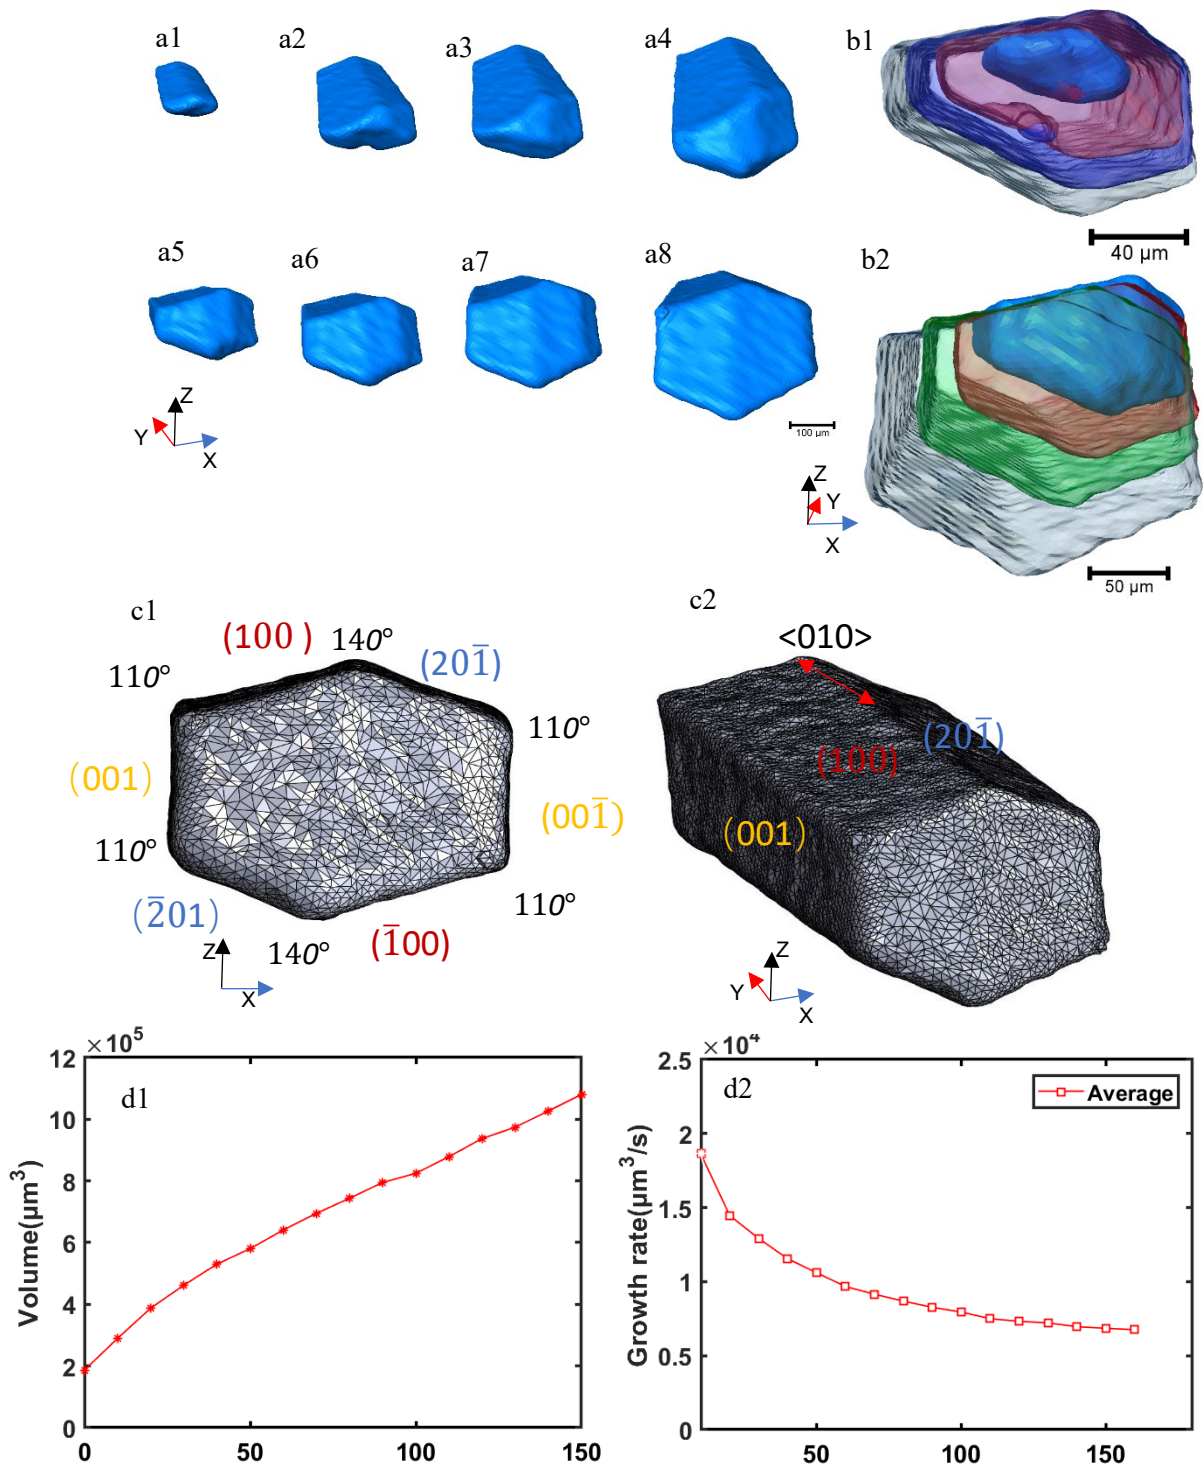 a1
a2
a3
a4
b1
40 µm
a5
a6
a7
a8
b2
100 µm
Z
Y
X
Z
Y
X
50 µm
c1
(100 )
140°
(201̅)
110°
110°
(001)
(001̅)
110°
110°
(2̅01)
140°
(1̅00)
Z
X
c2
<010>
(201̅)
(100)
(001)
Z
Y
X
×10⁵
d1
Volume(µm³)
12
10
8
6
4
2
0
0 50 100 150
×10⁴
d2
Average
Growth rate(µm³/s)
2.5
2
1.5
1
0.5
0
50 100 150